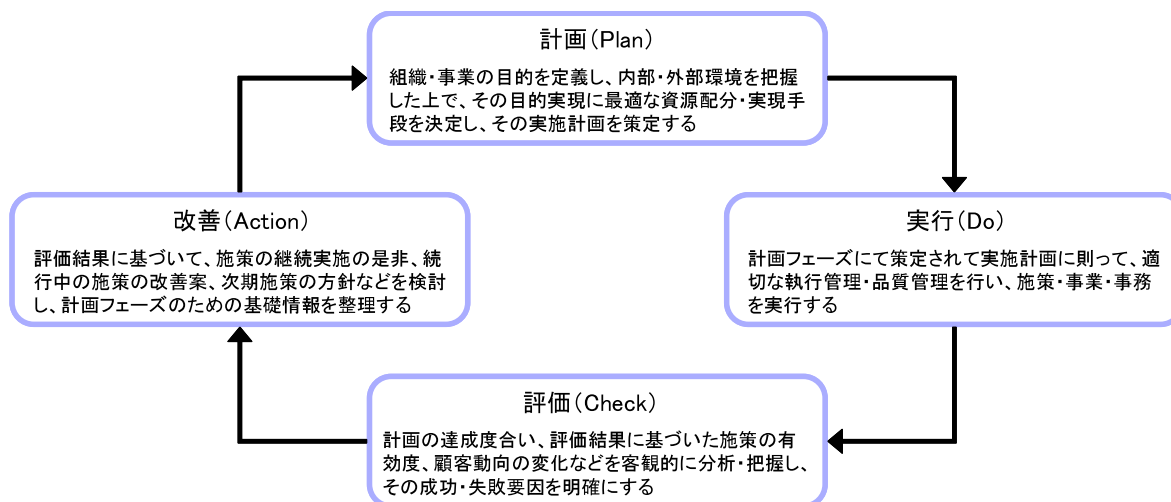 計画(Plan)
組織・事業の目的を定義し、内部・外部環境を把握
した上で、その目的実現に最適な資源配分・実現手
段を決定し、その実施計画を策定する
改善(Action)
評価結果に基づいて、施策の継続実施の是非、続
行中の施策の改善案、次期施策の方針などを検討
し、計画フェーズのための基礎情報を整理する
実行(Do)
計画フェーズにて策定されて実施計画に則って、適
切な執行管理・品質管理を行い、施策・事業・事務
を実行する
評価(Check)
計画の達成度合い、評価結果に基づいた施策の有
効度、顧客動向の変化などを客観的に分析・把握し、
その成功・失敗要因を明確にする